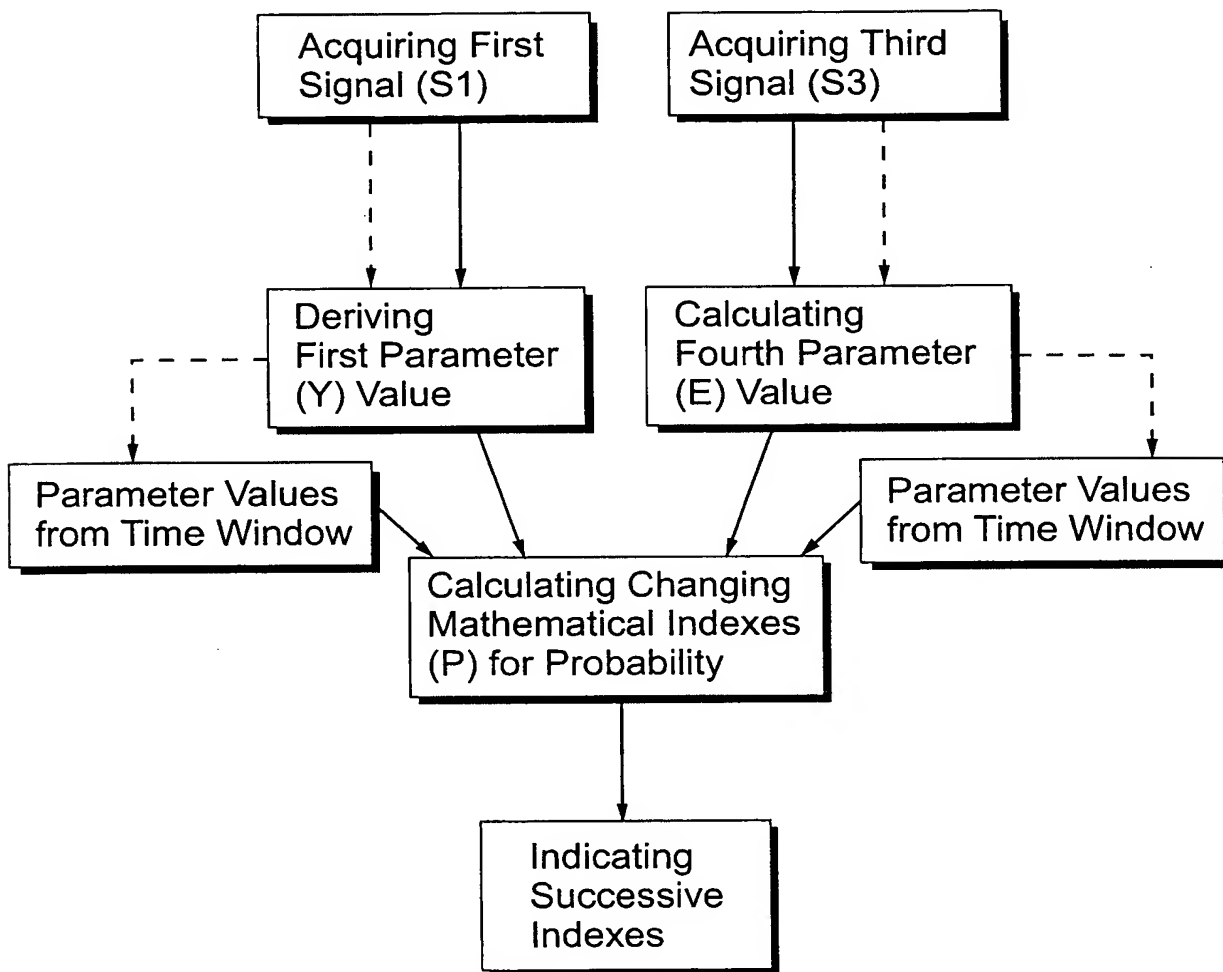 Acquiring First
Signal (S1)
Acquiring Third
Signal (S3)
Deriving
First Parameter
(Y) Value
Calculating
Fourth Parameter
(E) Value
Parameter Values
from Time Window
Parameter Values
from Time Window
Calculating Changing
Mathematical Indexes
(P) for Probability
Indicating
Successive
Indexes